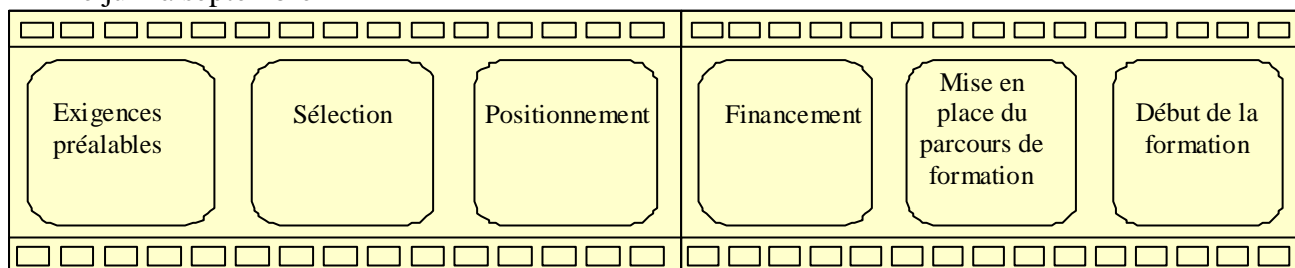 Exigences
préalables
Sélection
Positionnement
Financement
Mise en
place du
parcours de
formation
Début de la
formation